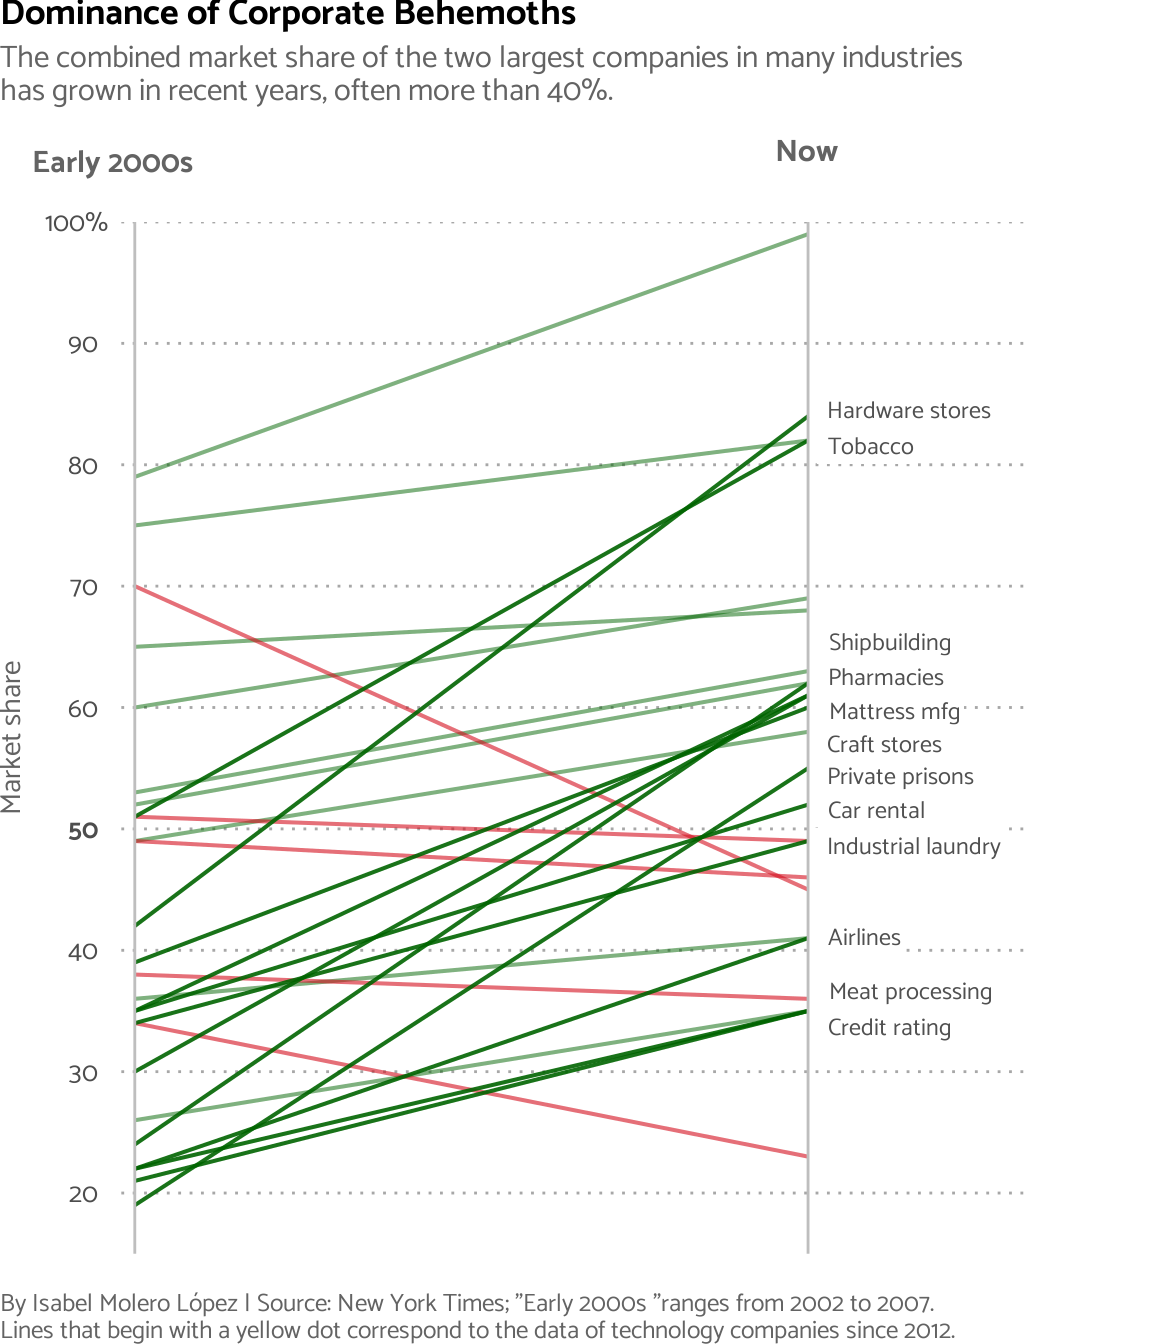 Dominance of Corporate Behemoths
The combined market share of the two largest companies in many industries
has grown in recent years, often more than 40%.
Early 2000s
Now
100%
90
80
70
60
50
40
30
20
Market share
Hardware stores
Tobacco
Shipbuilding
Pharmacies
Mattress mfg
Craft stores
Private prisons
Car rental
Industrial laundry
Airlines
Meat processing
Credit rating
By Isabel Molero López | Source: New York Times; "Early 2000s "ranges from 2002 to 2007.
Lines that begin with a yellow dot correspond to the data of technology companies since 2012.